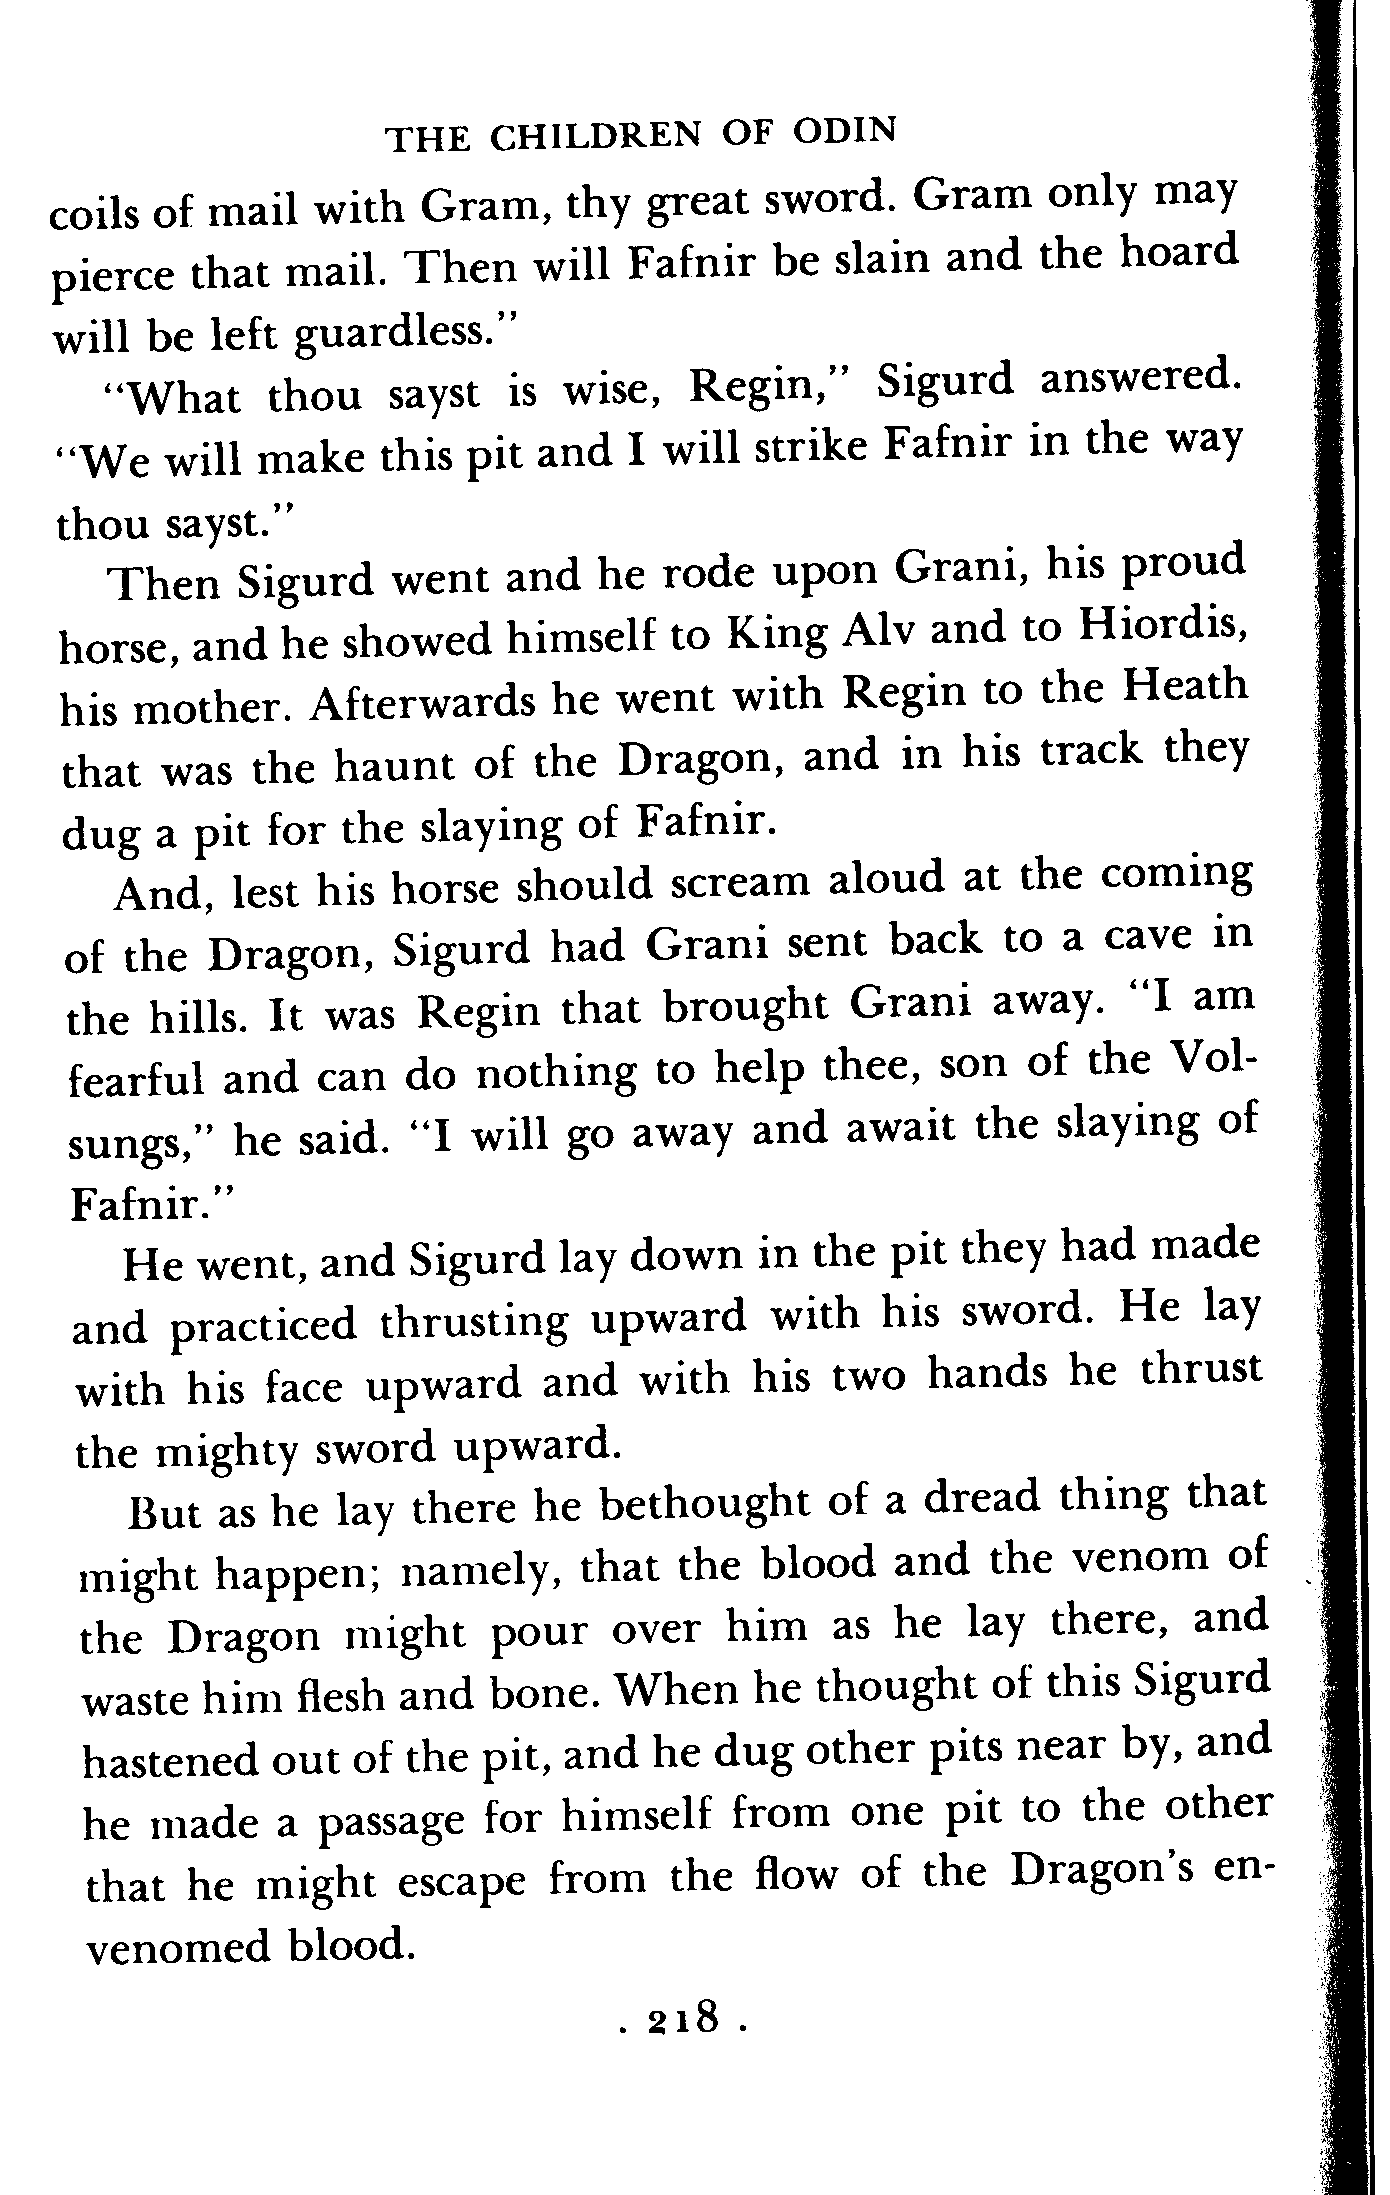 THE CHILDREN OF ODIN
coils of mail with Gram, thy great sword. Gram only may
pierce that mail. Then will Fafnir be slain and the hoard
will be left guardless."
"What thou sayst is wise, Regin," Sigurd answered.
"We will make this pit and I will strike Fafnir in the way
thou sayst."
Then Sigurd went and he rode upon Grani, his proud
horse, and he showed himself to King Alv and to Hiordis,
his mother. Afterwards he went with Regin to the Heath
that was the haunt of the Dragon, and in his track they
dug a pit for the slaying of Fafnir.
And, lest his horse should scream aloud at the coming
of the Dragon, Sigurd had Grani sent back to a cave in
the hills. It was Regin that brought Grani away. "I am
fearful and can do nothing to help thee, son of the Vol-
sungs," he said. "I will go away and await the slaying of
Fafnir."
He went, and Sigurd lay down in the pit they had made
and practiced thrusting upward with his sword. He lay
with his face upward and with his two hands he thrust
the mighty sword upward.
But as he lay there he bethought of a dread thing that
might happen; namely, that the blood and the venom of
the Dragon might pour over him as he lay there, and
waste him flesh and bone. When he thought of this Sigurd
hastened out of the pit, and he dug other pits near by, and
he made a passage for himself from one pit to the other
that he might escape from the flow of the Dragon's en-
venomed blood.
. 218 .